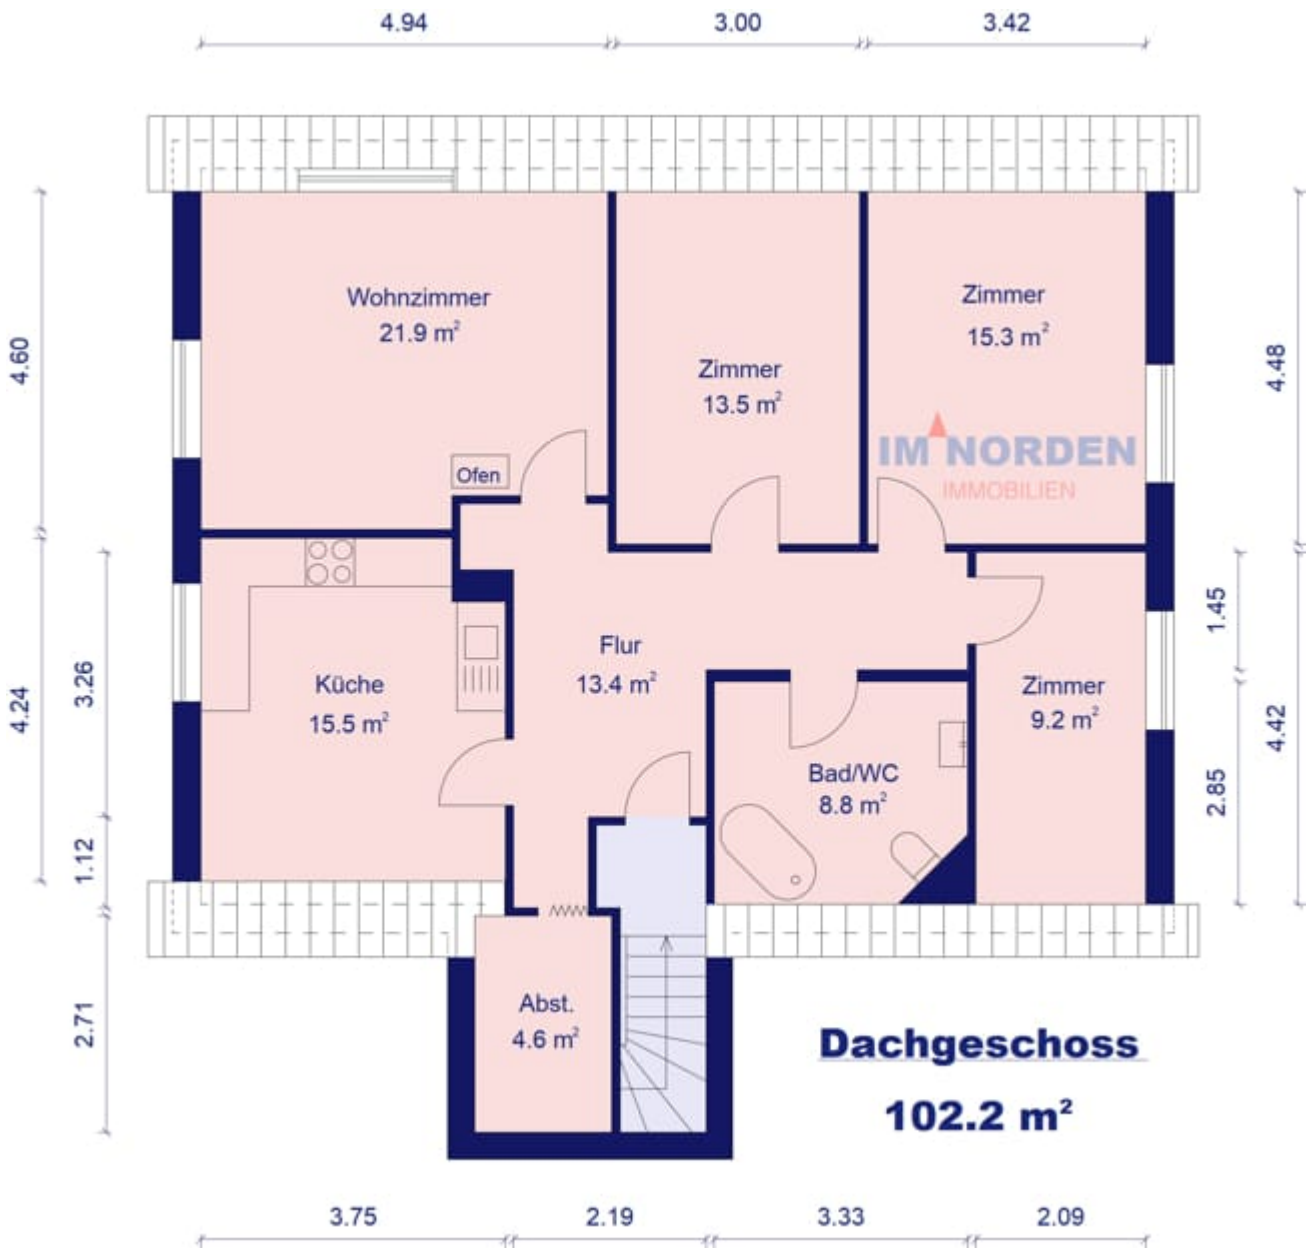 4.94 3.00 3.42
Wohnzimmer
21.9 m²
Zimmer
15.3 m²
Zimmer
13.5 m²
4.60
4.48
IM NORDEN
IMMOBILIEN
Ofen
Flur
13.4 m²
1.45
Küche
15.5 m²
Zimmer
9.2 m²
4.24
3.26
4.42
Bad/WC
8.8 m²
2.85
1.12
Abst.
4.6 m²
2.71
Dachgeschoss
102.2 m²
3.75 2.19 3.33 2.09